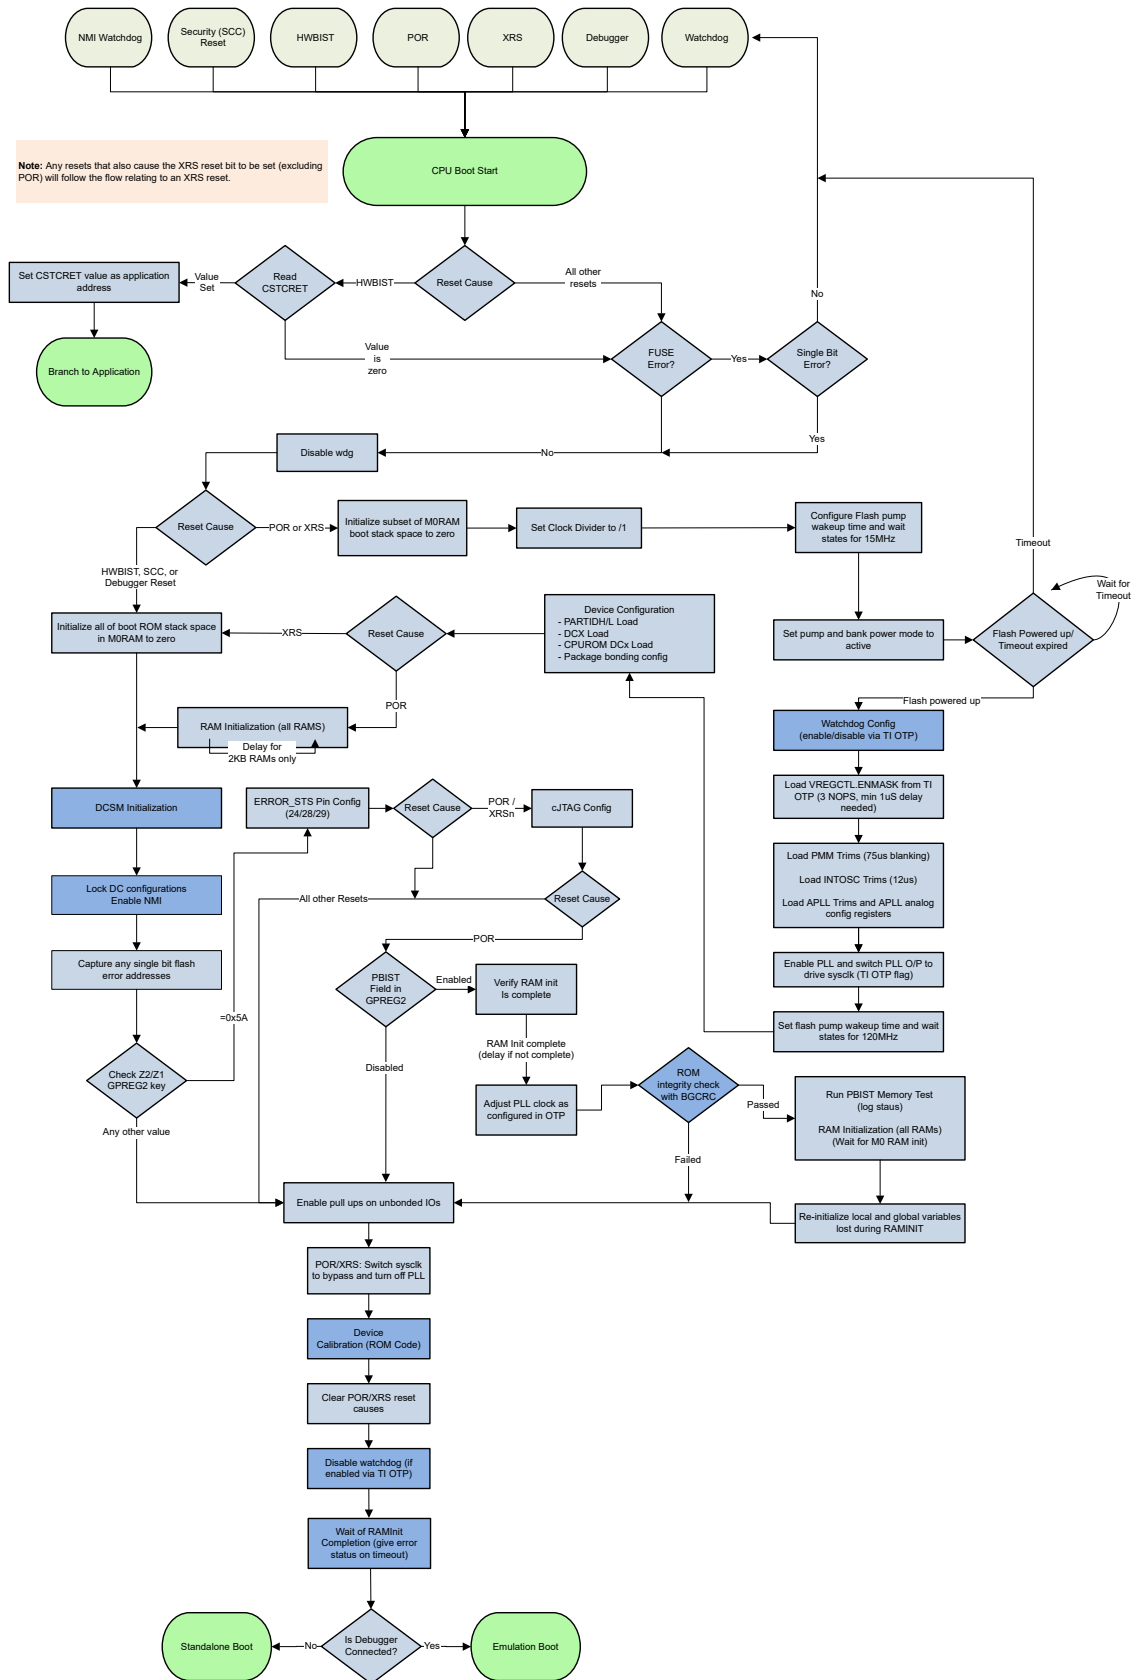 NMI Watchdog
Security (SCC)
Reset
HWBIST
POR
XRS
Debugger
Watchdog
Note: Any resets that also cause the XRS reset bit to be set (excluding
POR) will follow the flow relating to an XRS reset.
CPU Boot Start
Set CSTCRET value as application
address
Value
Set
Read
CSTCRET
HWBIST
Reset Cause
All other
resets
No
Branch to Application
Value
is
zero
FUSE
Error?
Yes
Single Bit
Error?
Yes
Disable wdg
No
Reset Cause
POR or XRS
Initialize subset of M0RAM
boot stack space to zero
Set Clock Divider to /1
Configure Flash pump
wakeup time and wait
states for 15MHz
Timeout
Wait for
Timeout
HWBIST, SCC, or
Debugger Reset
Initialize all of boot ROM stack space
in M0RAM to zero
XRS
Reset Cause
Device Configuration
- PARTIDH/L Load
- DCX Load
- CPUROM DCx Load
- Package bonding config
Set pump and bank power mode to
active
Flash Powered up/
Timeout expired
POR
Flash powered up
RAM Initialization (all RAMS)
Delay for
2KB RAMs only
Watchdog Config
(enable/disable via TI OTP)
DCSM Initialization
ERROR_STS Pin Config
(24/28/29)
Reset Cause
POR /
XRSn
cJTAG Config
Load VREGCTL.ENMASK from TI
OTP (3 NOPS, min 1uS delay
needed)
Lock DC configurations
Enable NMI
All other Resets
Reset Cause
Load PMM Trims (75us blanking)
Load INTOSC Trims (12us)
Load APLL Trims and APLL analog
config registers
POR
Capture any single bit flash
error addresses
PBIST
Field in
GPREG2
Enabled
Verify RAM init
Is complete
Enable PLL and switch PLL O/P to
drive sysclk (TI OTP flag)
=0x5A
Set flash pump wakeup time and wait
states for 120MHz
RAM Init complete
(delay if not complete)
Disabled
Check Z2/Z1
GPREG2 key
Adjust PLL clock as
configured in OTP
ROM
integrity check
with BGCRC
Passed
Run PBIST Memory Test
(log staus)
RAM Initialization (all RAMs)
(Wait for M0 RAM init)
Any other value
Failed
Enable pull ups on unbonded IOs
Re-initialize local and global variables
lost during RAMINIT
POR/XRS: Switch sysclk
to bypass and turn off PLL
Device
Calibration (ROM Code)
Clear POR/XRS reset
causes
Disable watchdog (if
enabled via TI OTP)
Wait of RAMInit
Completion (give error
status on timeout)
Standalone Boot
No
Is Debugger
Connected?
Yes
Emulation Boot